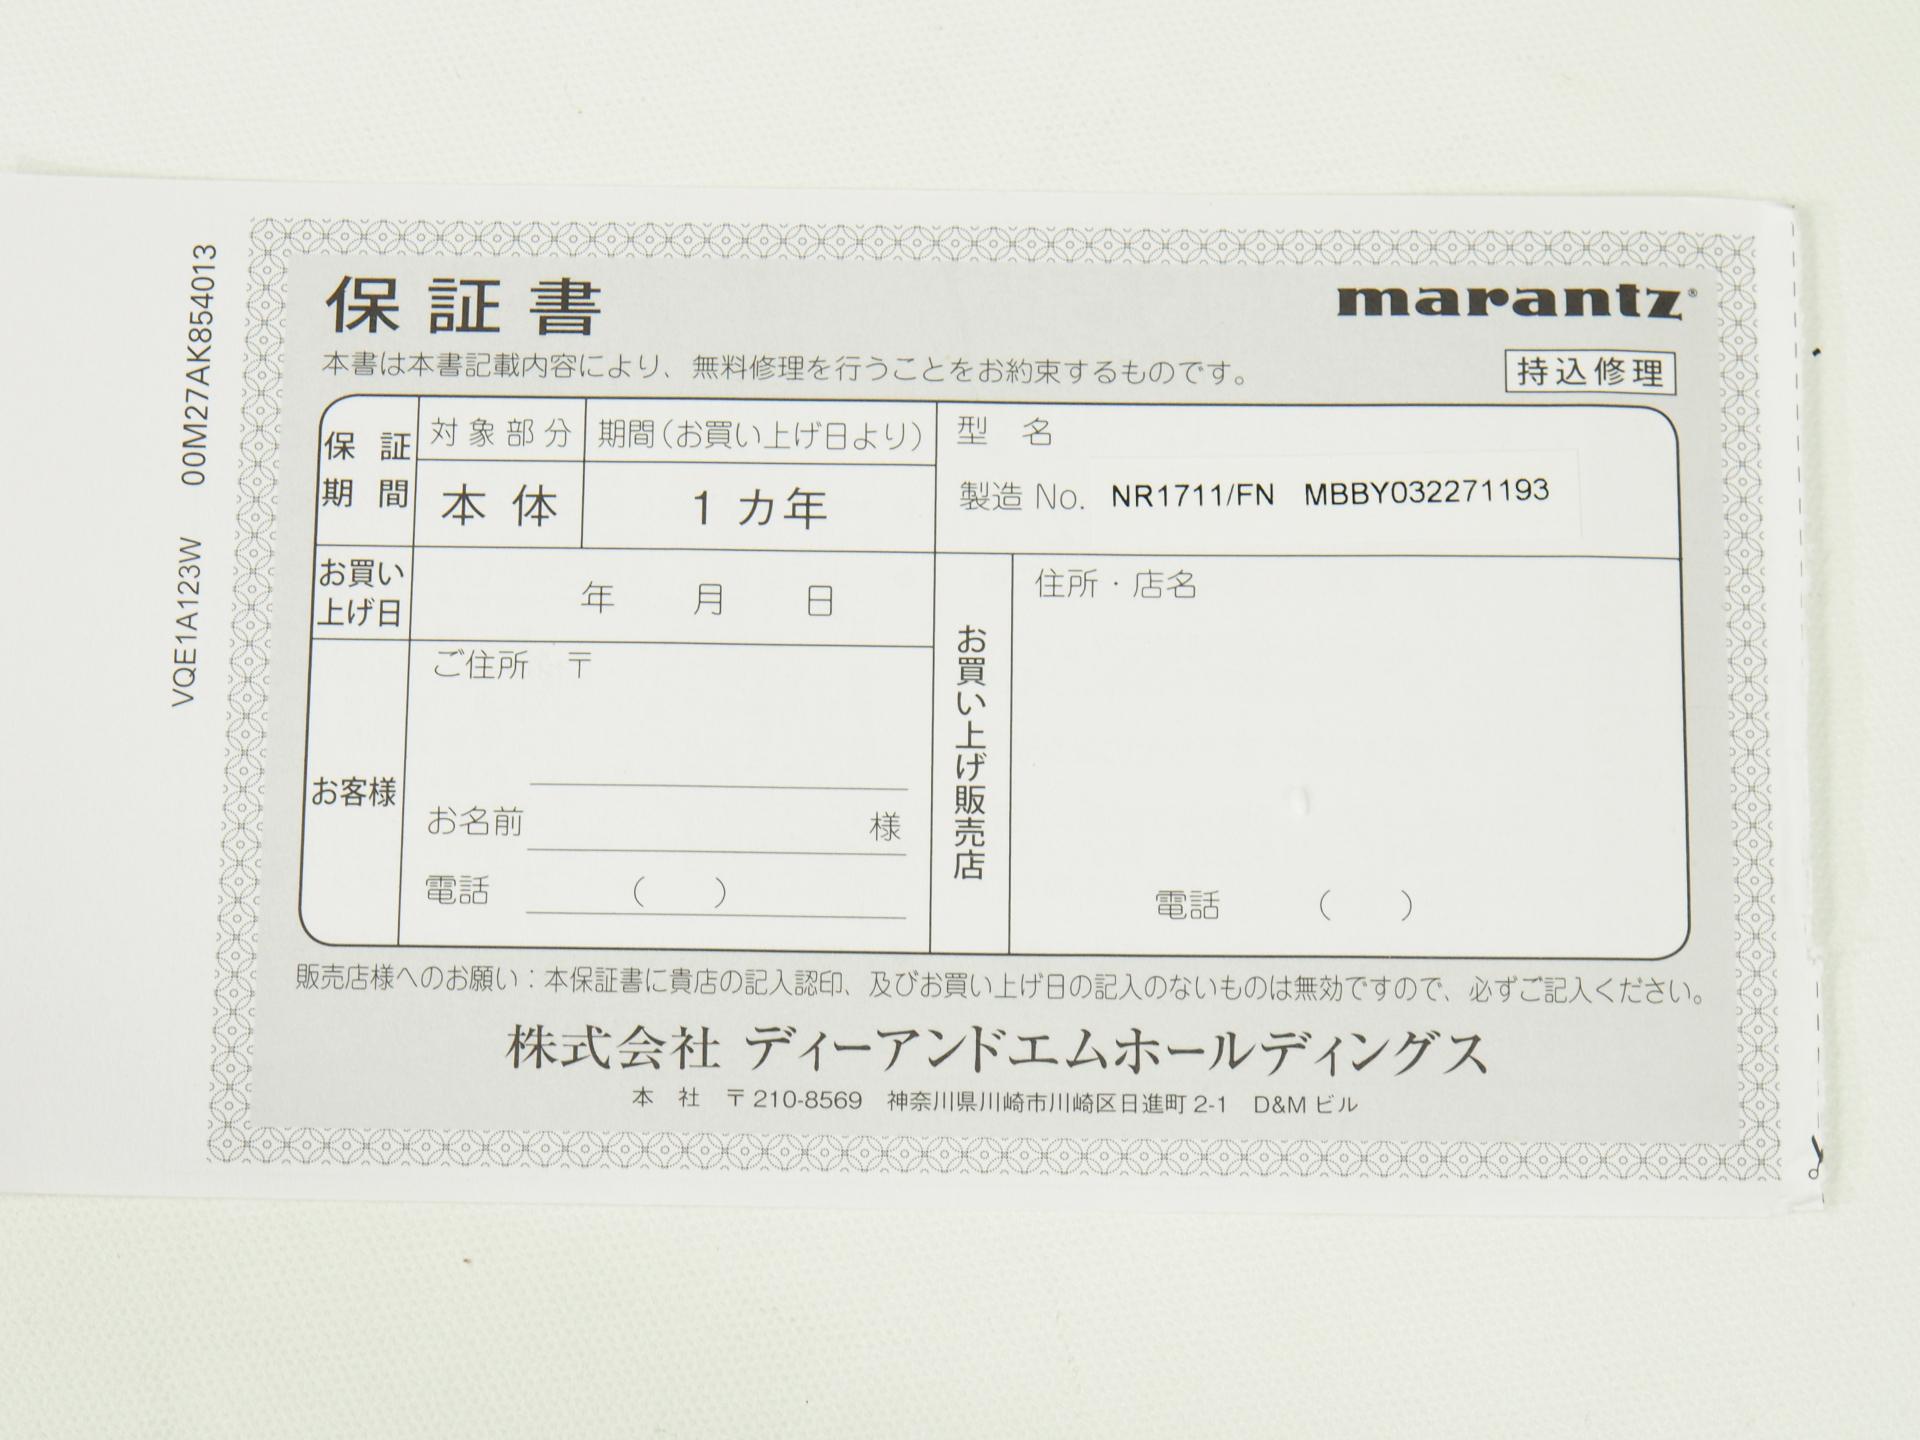 保証書
marantz®
本書は本書記載内容により、無料修理を行うことをお約束するものです。
持込修理
保証期間
対象部分
期間(お買い上げ日より)
本体
1カ年
型 名
製造 No. NR1711/FN MBBY032271193
お買い上げ日
年 月 日
お客様
ご住所 〒
お名前 様
電話 ( )
お買い上げ販売店
住所・店名
電話 ( )
販売店様へのお願い：本保証書に貴店の記入認印、及びお買い上げ日の記入のないものは無効ですので、必ずご記入ください。
株式会社 ディーアンドエムホールディングス
本 社 〒210-8569 神奈川県川崎市川崎区日進町 2-1 D&M ビル
VQE1A123W 00M27AK854013